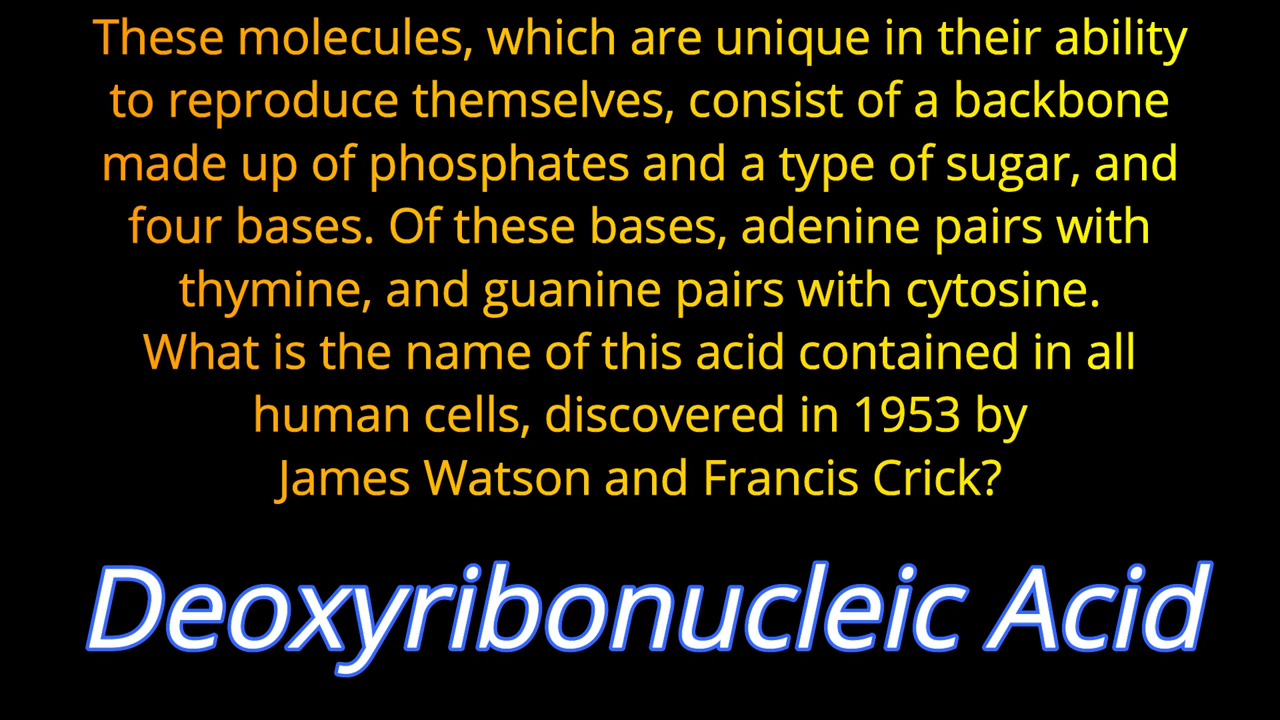 These molecules, which are unique in their ability
to reproduce themselves, consist of a backbone
made up of phosphates and a type of sugar, and
four bases. Of these bases, adenine pairs with
thymine, and guanine pairs with cytosine.
What is the name of this acid contained in all
human cells, discovered in 1953 by
James Watson and Francis Crick?
Deoxyribonucleic Acid